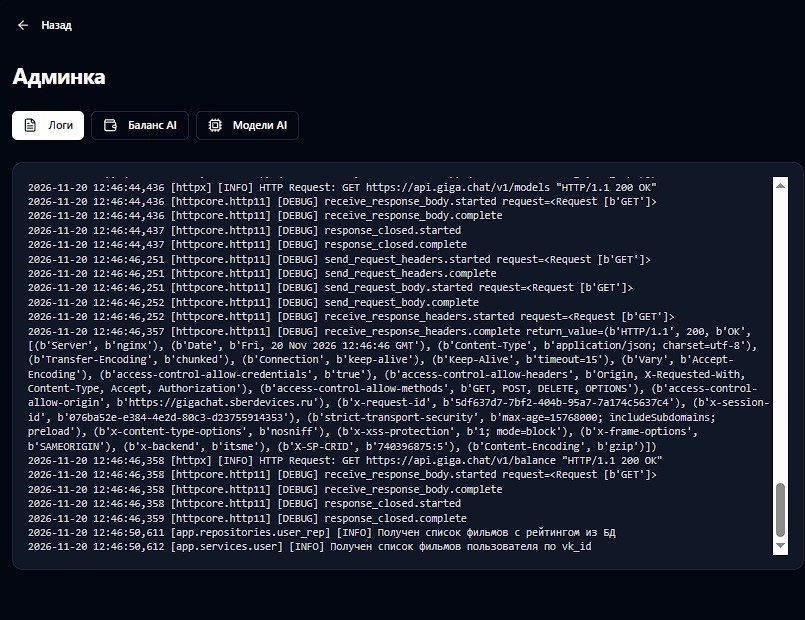 Назад
Админка
Логи
Баланс AI
Модели AI
2026-11-20 12:46:44,436 [httpx] [INFO] HTTP Request: GET https://api.giga.chat/v1/models "HTTP/1.1 200 OK"
2026-11-20 12:46:44,436 [httpcore.http11] [DEBUG] receive_response_body.started request=<Request [b'GET']>
2026-11-20 12:46:44,436 [httpcore.http11] [DEBUG] receive_response_body.complete
2026-11-20 12:46:44,437 [httpcore.http11] [DEBUG] response_closed.started
2026-11-20 12:46:44,437 [httpcore.http11] [DEBUG] response_closed.complete
2026-11-20 12:46:46,251 [httpcore.http11] [DEBUG] send_request_headers.started request=<Request [b'GET']>
2026-11-20 12:46:46,251 [httpcore.http11] [DEBUG] send_request_headers.complete
2026-11-20 12:46:46,251 [httpcore.http11] [DEBUG] send_request_body.started request=<Request [b'GET']>
2026-11-20 12:46:46,252 [httpcore.http11] [DEBUG] send_request_body.complete
2026-11-20 12:46:46,252 [httpcore.http11] [DEBUG] receive_response_headers.started request=<Request [b'GET']>
2026-11-20 12:46:46,357 [httpcore.http11] [DEBUG] receive_response_headers.complete return_value=(b'HTTP/1.1', 200, b'OK',
[(b'Server', b'nginx'), (b'Date', b'Fri, 20 Nov 2026 12:46:46 GMT'), (b'Content-Type', b'application/json; charset=utf-8'),
(b'Transfer-Encoding', b'chunked'), (b'Connection', b'keep-alive'), (b'Keep-Alive', b'timeout=15'), (b'Vary', b'Accept-
Encoding'), (b'access-control-allow-credentials', b'true'), (b'access-control-allow-headers', b'Origin, X-Requested-With,
Content-Type, Accept, Authorization'), (b'access-control-allow-methods', b'GET, POST, DELETE, OPTIONS'), (b'access-control-
allow-origin', b'https://gigachat.sberdevices.ru'), (b'x-request-id', b'5df637d7-7bf2-404b-95a7-7a174c5637c4'), (b'x-session-
id', b'076ba52e-e384-4e2d-80c3-d23755914353'), (b'strict-transport-security', b'max-age=15768000; includeSubdomains;
preload'), (b'x-content-type-options', b'nosniff'), (b'x-xss-protection', b'1; mode=block'), (b'x-frame-options',
b'SAMEORIGIN'), (b'x-backend', b'itsme'), (b'X-SP-CRID', b'740396875:5'), (b'Content-Encoding', b'gzip')])
2026-11-20 12:46:46,358 [httpx] [INFO] HTTP Request: GET https://api.giga.chat/v1/balance "HTTP/1.1 200 OK"
2026-11-20 12:46:46,358 [httpcore.http11] [DEBUG] receive_response_body.started request=<Request [b'GET']>
2026-11-20 12:46:46,358 [httpcore.http11] [DEBUG] receive_response_body.complete
2026-11-20 12:46:46,358 [httpcore.http11] [DEBUG] response_closed.started
2026-11-20 12:46:46,359 [httpcore.http11] [DEBUG] response_closed.complete
2026-11-20 12:46:50,611 [app.repositories.user_rep] [INFO] Получен список фильмов с рейтингом из БД
2026-11-20 12:46:50,612 [app.services.user] [INFO] Получен список фильмов пользователя по vk_id